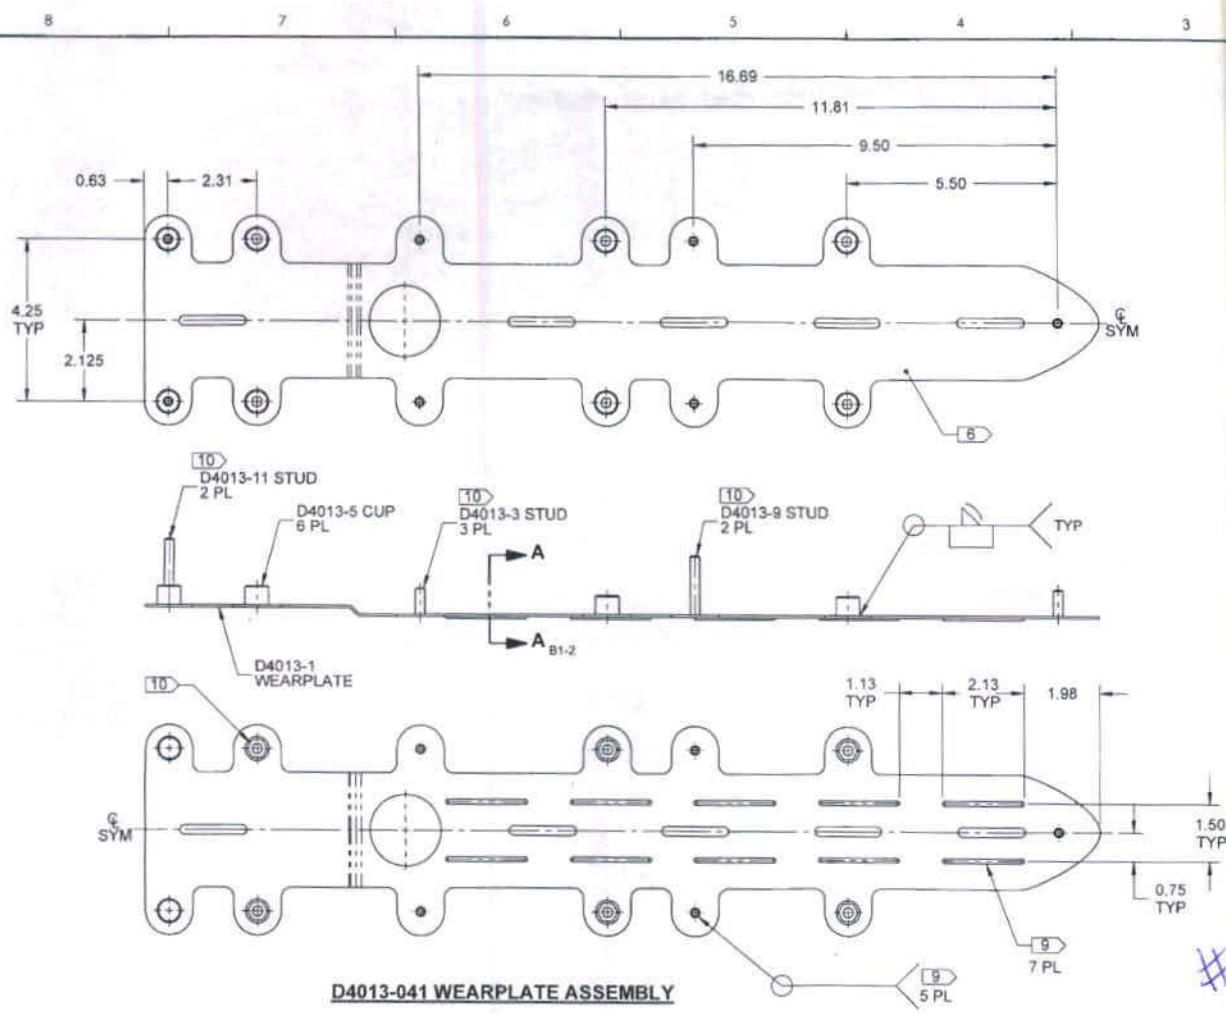 8 7 6 5 4 3
16.69
11.81
9.50
5.50
0.63
2.31
4.25
TYP
2.125
℄
SYM
6
10
D4013-11 STUD
2 PL
D4013-5 CUP
6 PL
10
D4013-3 STUD
3 PL
10
D4013-9 STUD
2 PL
TYP
A
A B1-2
D4013-1
WEARPLATE
10
1.13
TYP
2.13
TYP
1.98
℄
SYM
1.50
TYP
0.75
TYP
9
7 PL
9
5 PL
#
D4013-041 WEARPLATE ASSEMBLY